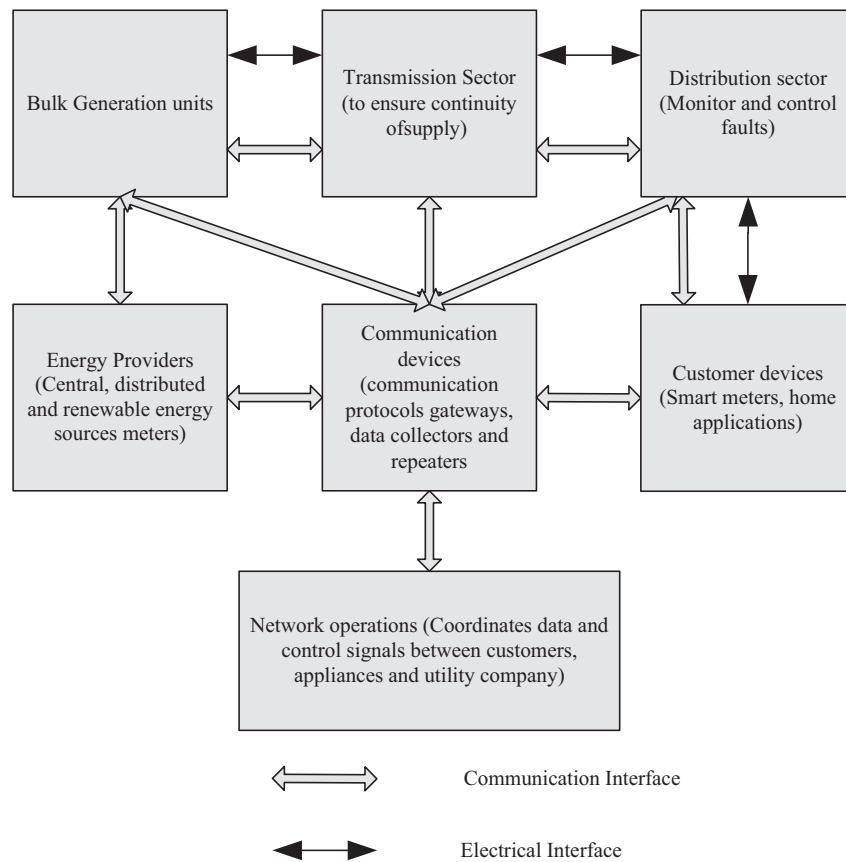 Bulk Generation units
Transmission Sector
(to ensure continuity
ofsupply)
Distribution sector
(Monitor and control
faults)
Energy Providers
(Central, distributed
and renewable energy
sources meters)
Communication
devices
(communication
protocols gateways,
data collectors and
repeaters
Customer devices
(Smart meters, home
applications)
Network operations (Coordinates data and
control signals between customers,
appliances and utility company)
Communication Interface
Electrical Interface